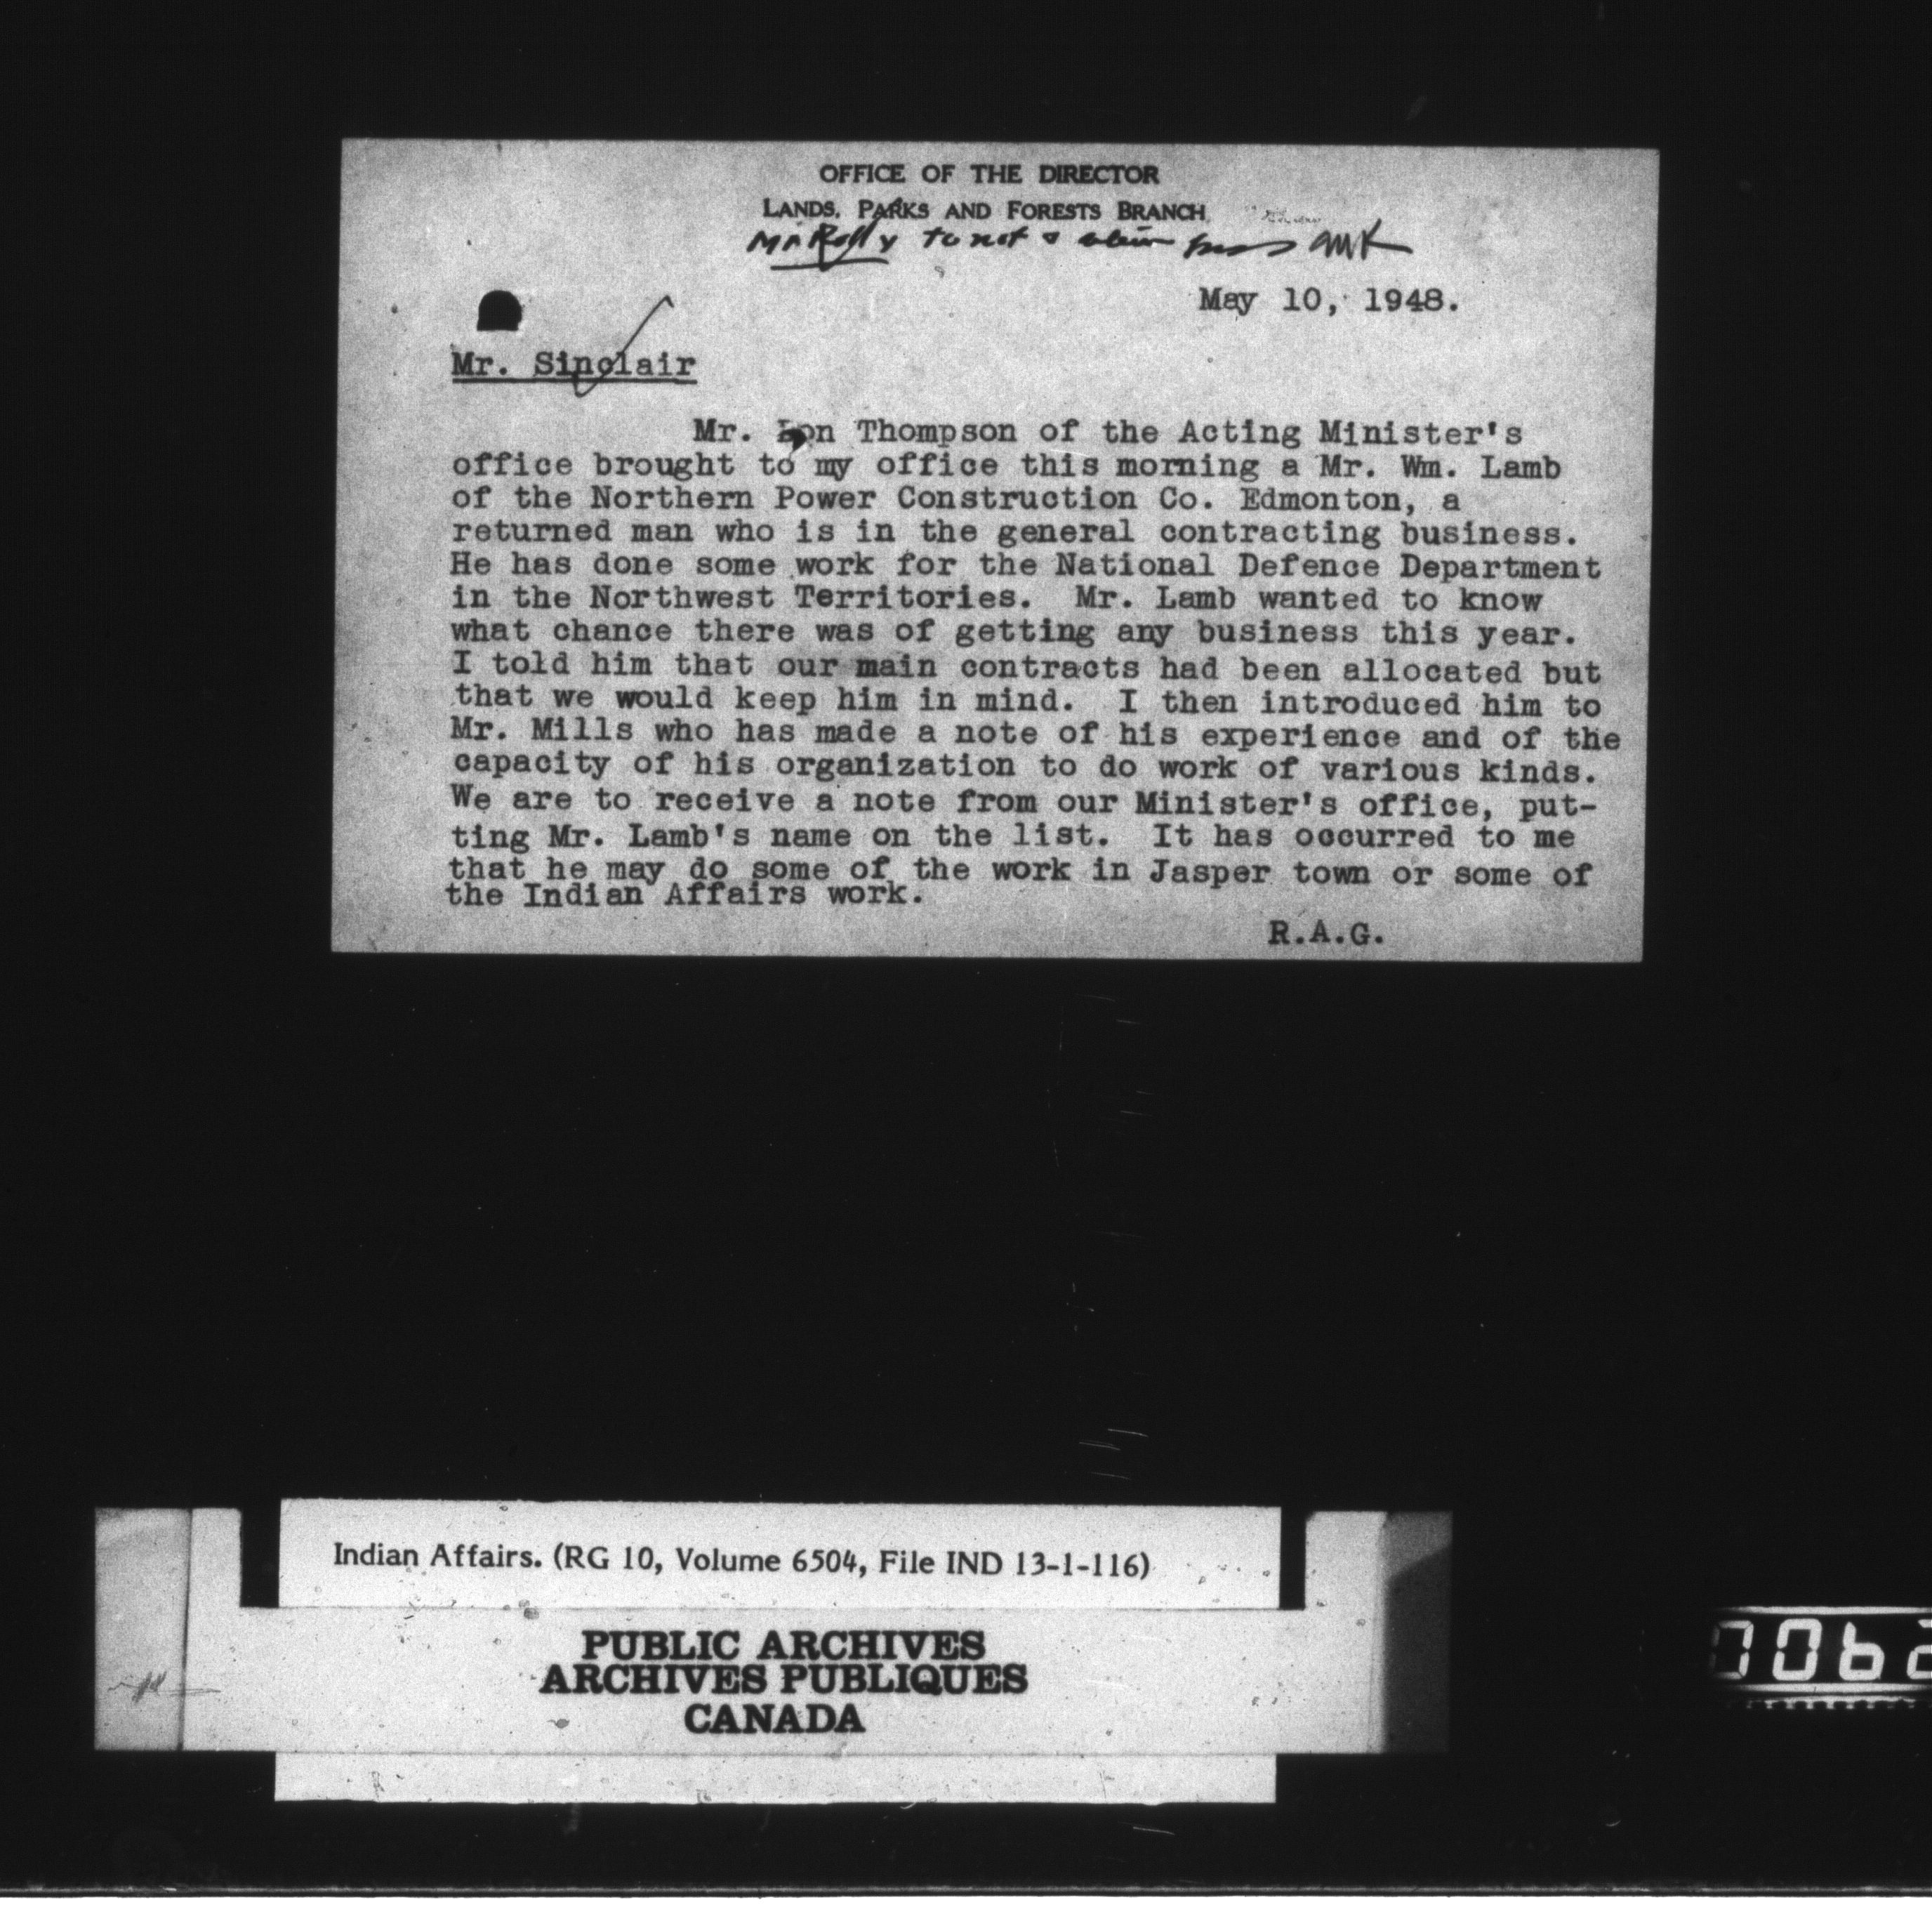 OFFICE OF THE DIRECTOR
LANDS, PARKS AND FORESTS BRANCH
to not &
May 10, 1948.
Mr. Sinclair
Mr. Thompson of the Acting Minister's
office brought to my office this morning a Mr. Wm. Lamb
of the Northern Power Construction Co. Edmonton, a
returned man who is in the general contracting business.
He has done some work for the National Defence Department
in the Northwest Territories. Mr. Lamb wanted to know
what chance there was of getting any business this year.
I told him that our main contracts had been allocated but
that we would keep him in mind. I then introduced him to
Mr. Mills who has made a note of his experience and of the
capacity of his organization to do work of various kinds.
We are to receive a note from our Minister's office, put-
ting Mr. Lamb's name on the list. It has occurred to me
that he may do some of the work in Jasper town or some of
the Indian Affairs work.
R.A.G.
Indian Affairs. (RG 10, Volume 6504, File IND 13-1-116)
PUBLIC ARCHIVES
ARCHIVES PUBLIQUES
CANADA